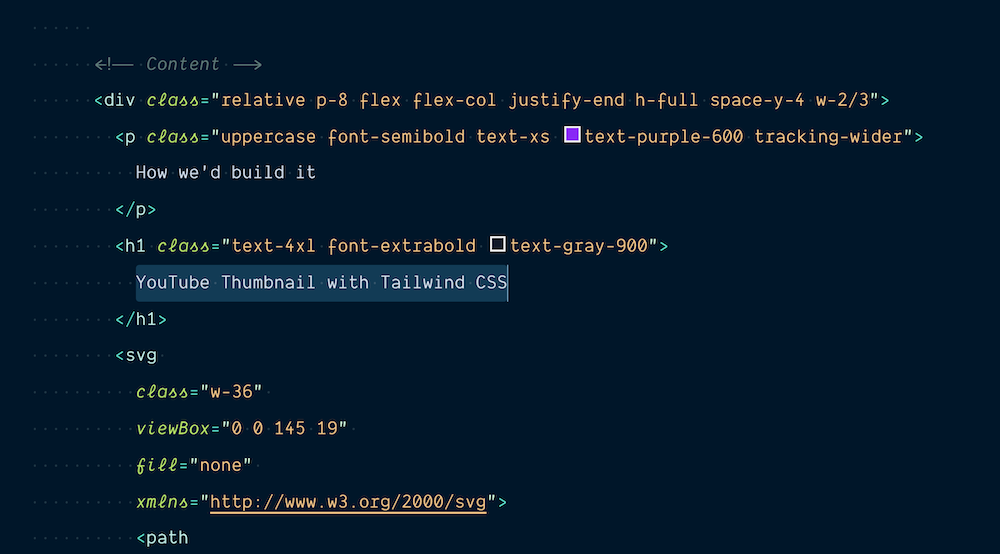 <!-- Content -->
<div class="relative p-8 flex flex-col justify-end h-full space-y-4 w-2/3">
<p class="uppercase font-semibold text-xs text-purple-600 tracking-wider">
How we'd build it
</p>
<h1 class="text-4xl font-extrabold text-gray-900">
YouTube Thumbnail with Tailwind CSS
</h1>
<svg
class="w-36"
viewBox="0 0 145 19"
fill="none"
xmlns="http://www.w3.org/2000/svg">
<path